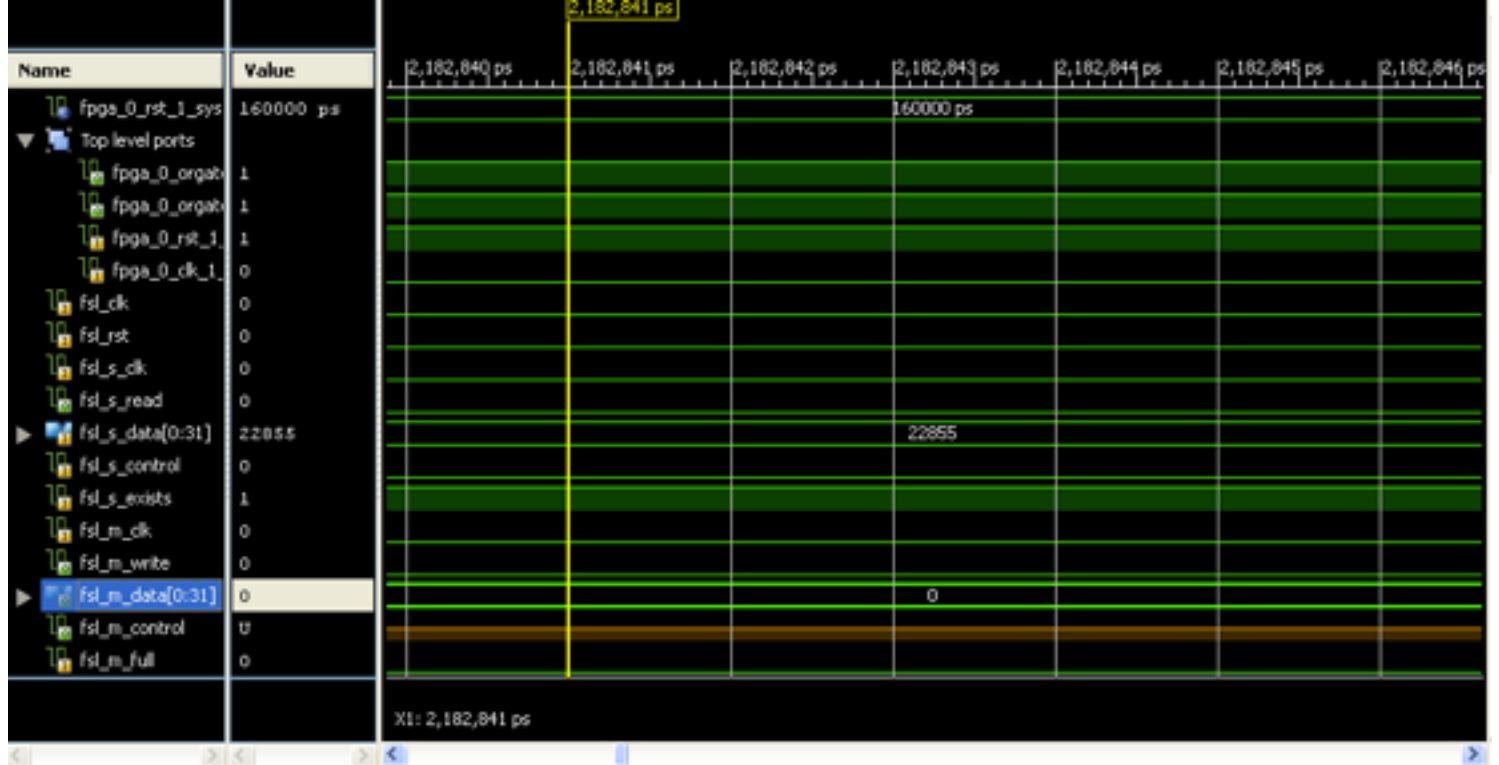 2,182,841 ps
Name Value
2,182,840 ps 2,182,841 ps 2,182,842 ps 2,182,843 ps 2,182,844 ps 2,182,845 ps 2,182,846 ps
fpga_0_rst_1_sys 160000 ps 160000 ps
Top level ports
fpga_0_orgat 1
fpga_0_orgat 1
fpga_0_rst_1_ 1
fpga_0_clk_1_ 0
fsl_clk 0
fsl_rst 0
fsl_s_clk 0
fsl_s_read 0
fsl_s_data[0:31] 22855 22855
fsl_s_control 0
fsl_s_exists 1
fsl_m_clk 0
fsl_m_write 0
fsl_m_data[0:31] 0 0
fsl_m_control U
fsl_m_full 0
X1: 2,182,841 ps